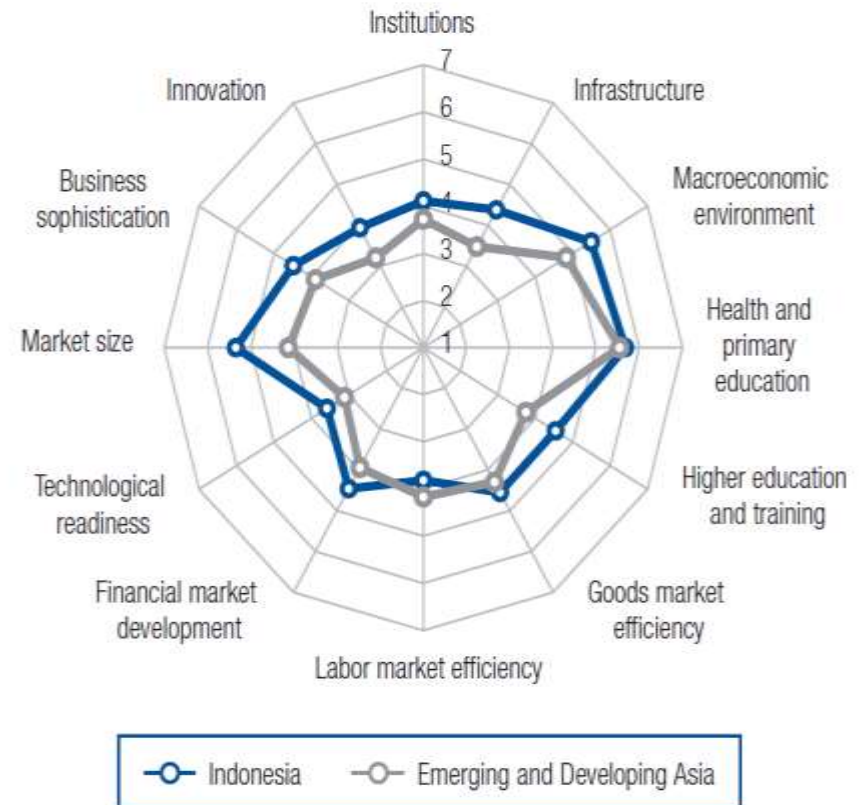 Institutions
7
6
5
4
3
2
1
Infrastructure
Macroeconomic
environment
Health and
primary
education
Higher education
and training
Goods market
efficiency
Labor market efficiency
Financial market
development
Technological
readiness
Market size
Business
sophistication
Innovation
Indonesia
Emerging and Developing Asia